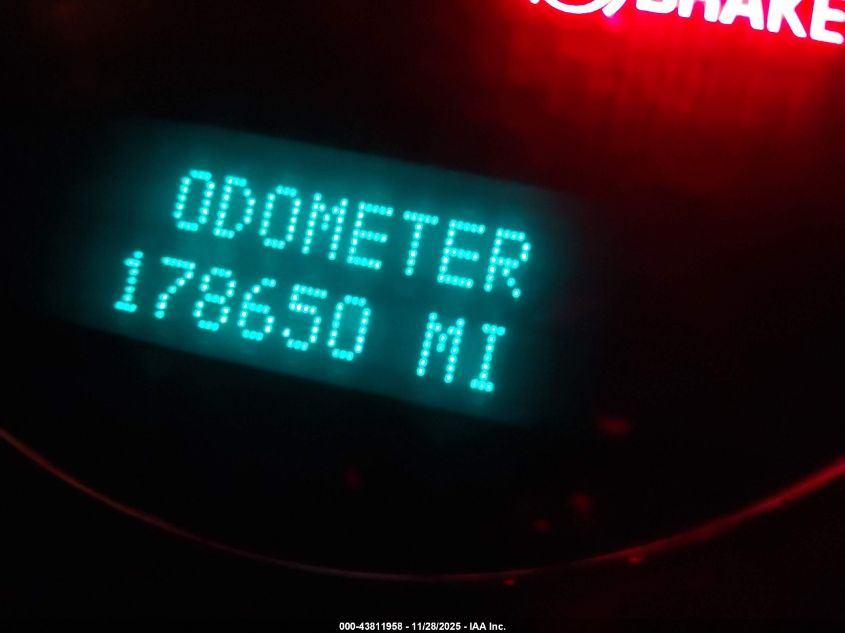 BRAKE
ODOMETER
178650 MI
000-43811958 - 11/28/2025 - IAA Inc.